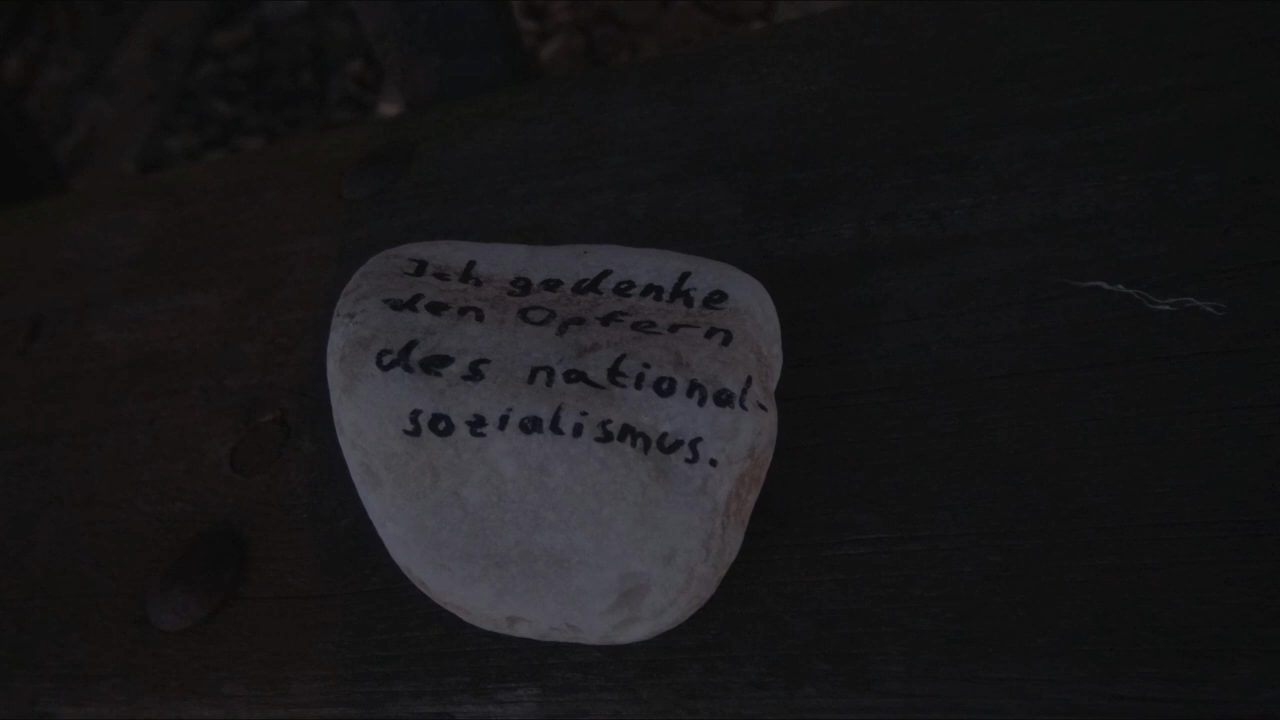 Ich gedenke
den Opfern
des national-
sozialismus.